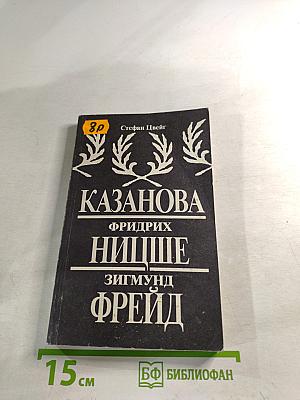 8р
Стефан Цвейг
КАЗАНОВА
ФРИДРИХ
НИЦШЕ
ЗИГМУНД
ФРЕЙД
15 см
БФ БИБЛИОФАН